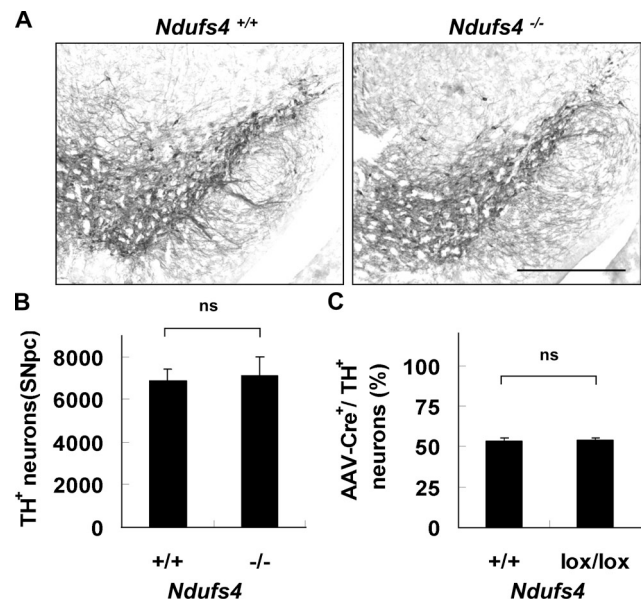 A
Ndufs4 +/+
Ndufs4 -/-
B
ns
TH+ neurons(SNpc)
8000
6000
4000
2000
0
+/+
-/-
Ndufs4
C
ns
AAV-Cre+/ TH+
neurons (%)
100
75
50
25
0
+/+
lox/lox
Ndufs4